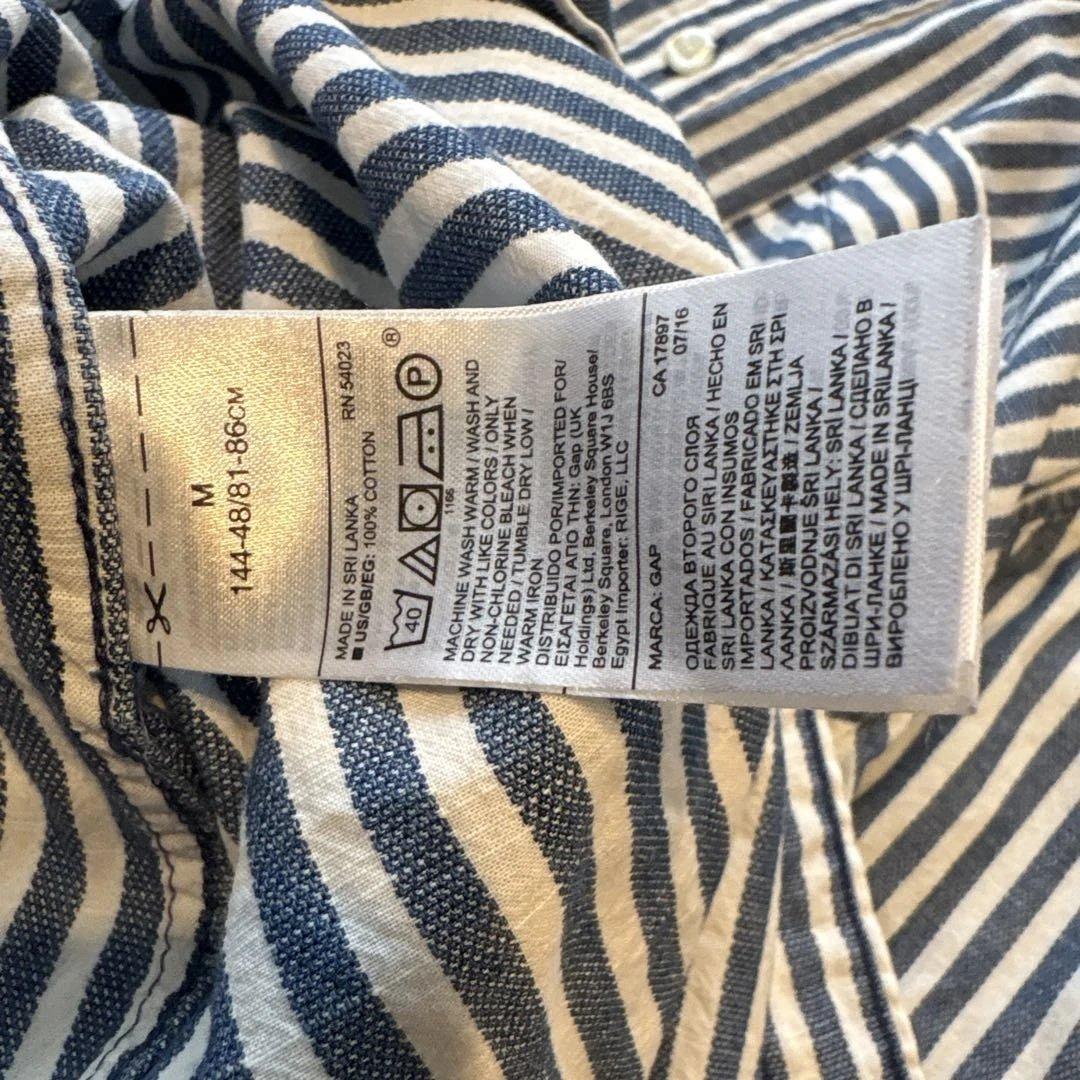 M
144-48/81-86CM
MADE IN SRI LANKA RN 54023
■ US/GB/EG: 100% COTTON
40 P ®
1166
MACHINE WASH WARM / WASH AND
DRY WITH LIKE COLORS / ONLY
NON-CHLORINE BLEACH WHEN
NEEDED / TUMBLE DRY LOW /
WARM IRON
DISTRIBUIDO POR/IMPORTED FOR/
ΕΙΣΑΓΕΤΑΙ ΑΠΟ ΤΗΝ: Gap (UK
Holdings) Ltd, Berkeley Square House/
Berkeley Square, London W1J 6BS
Egypt Importer: RIGE, LLC
MARCA: GAP CA 17897
07/16
ОДЕЖДА ВТОРОГО СЛОЯ
FABRIQUÉ AU SIRI LANKA / HECHO EN
SRI LANKA CON INSUMOS
IMPORTADOS / FABRICADO EM SRI
LANKA / ΚΑΤΑΣΚΕΥΑΣΤΗΚΕ ΣΤΗ ΣΡΙ
ΛΑΝΚΑ / 斯里蘭卡製造 / ZEMLJA
PROIZVODNJE ŠRI LANKA /
SZÁRMAZÁSI HELY: SRÍ LANKA /
DIBUAT DI SRI LANKA / СДЕЛАНО В
ШРИ-ЛАНКЕ / MADE IN SRILANKA /
ВИРОБЛЕНО У ШРІ-ЛАНЦІ